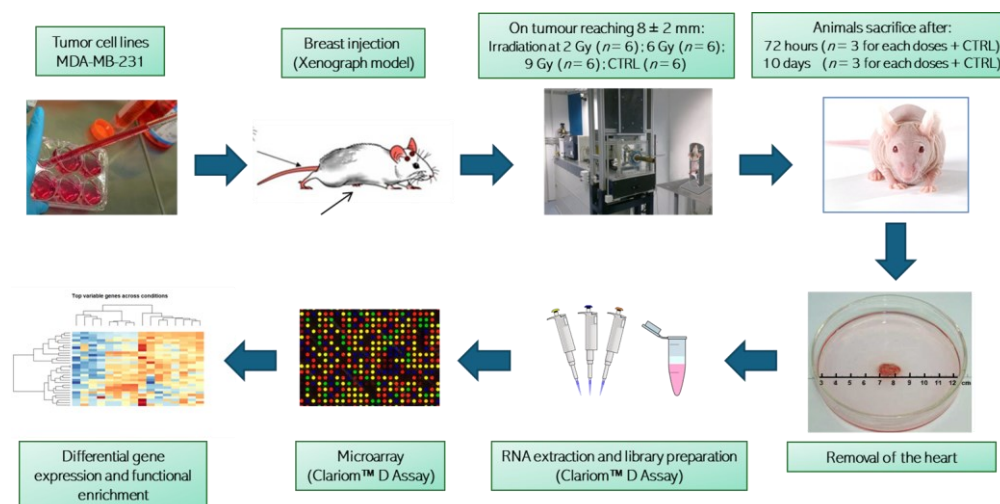 Tumor cell lines
MDA-MB-231
Breast injection
(Xenograph model)
On tumour reaching 8 ± 2 mm:
Irradiation at 2 Gy (n = 6); 6 Gy (n = 6);
9 Gy (n = 6); CTRL (n = 6)
Animals sacrifice after:
72 hours (n = 3 for each doses + CTRL)
10 days (n = 3 for each doses + CTRL)
3 4 5 6 7 8 9 10 11 12 cm
Removal of the heart
RNA extraction and library preparation
(Clariom™ D Assay)
Microarray
(Clariom™ D Assay)
Top variable genes across conditions
Differential gene
expression and functional
enrichment